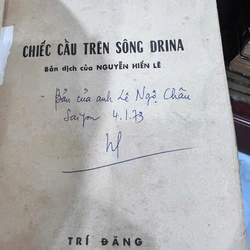 CHIẾC CẦU TRÊN SÔNG DRINA
Bản dịch của NGUYỄN HIẾN LÊ
Bản của anh Lê Ngộ Châu
Saigon 4.1.73
TRÍ ĐĂNG